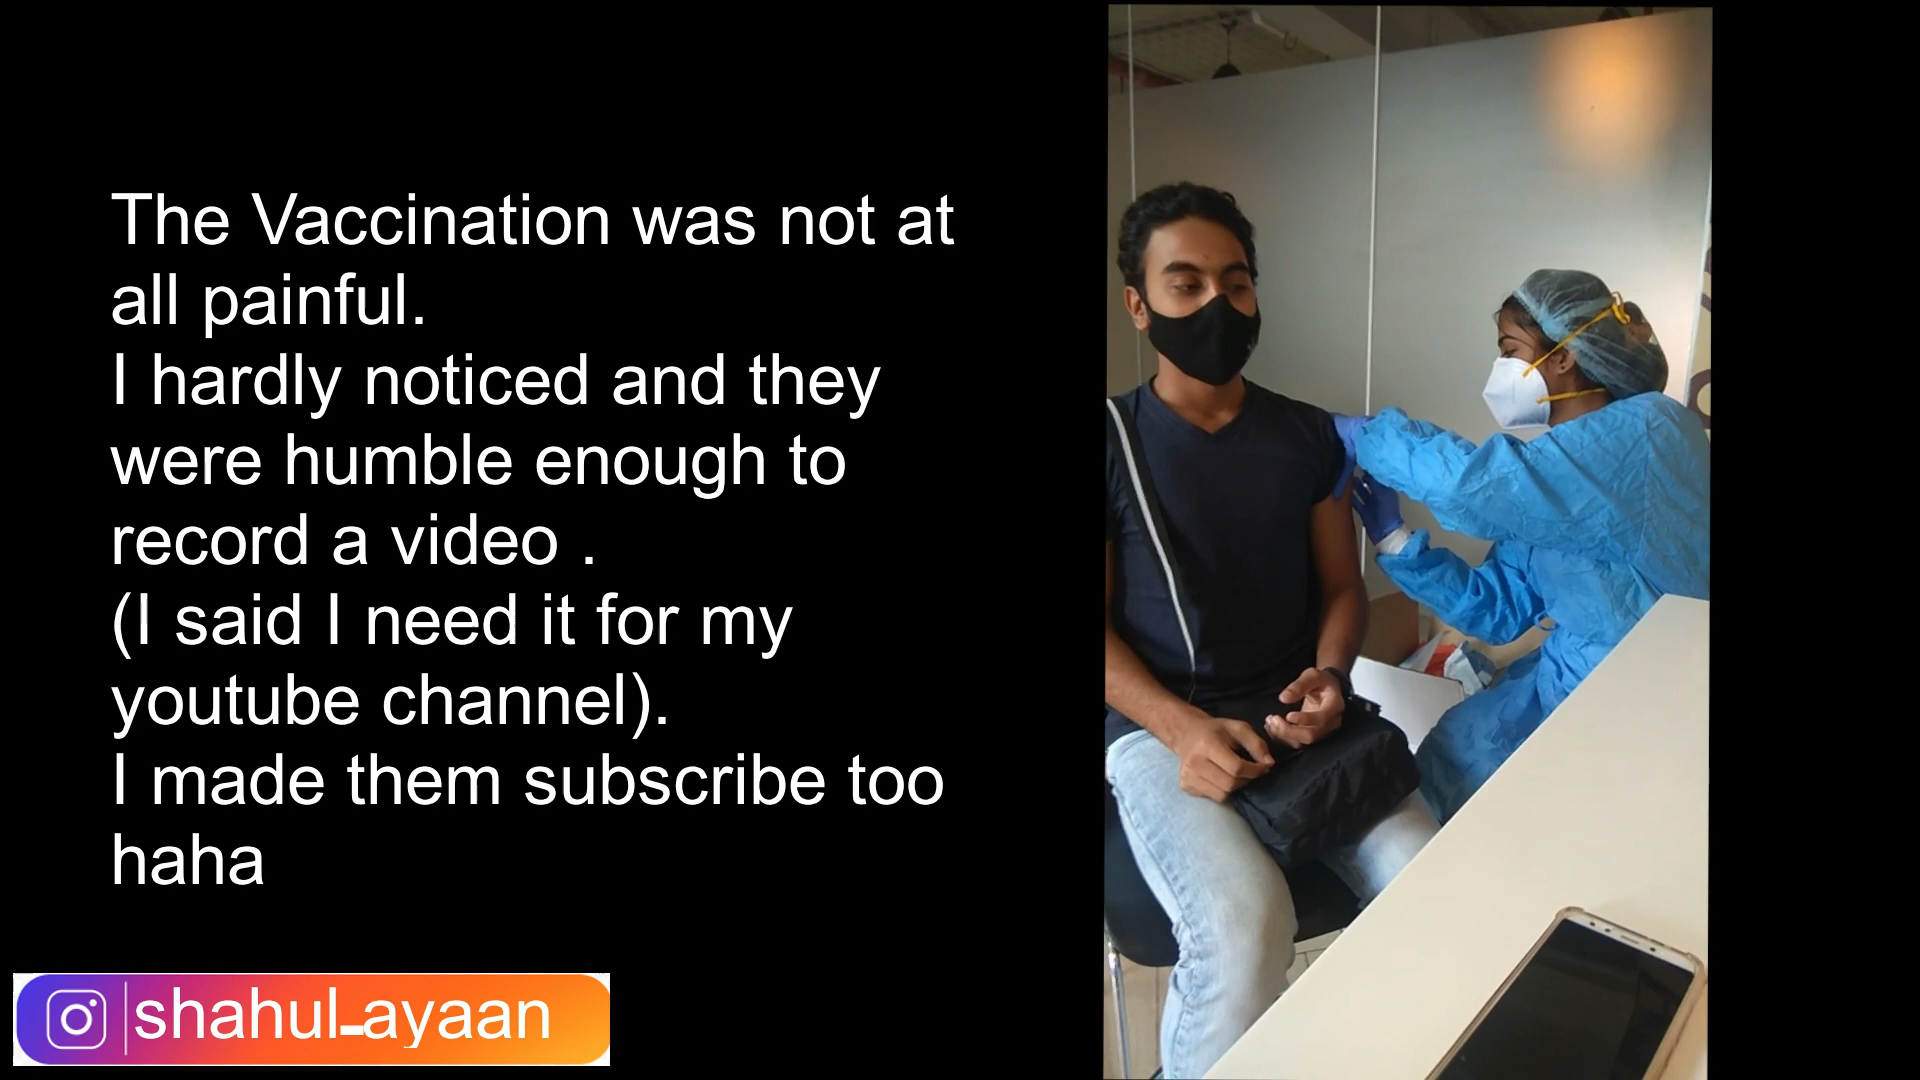 The Vaccination was not at
all painful.
I hardly noticed and they
were humble enough to
record a video .
(I said I need it for my
youtube channel).
I made them subscribe too
haha
shahul_ayaan